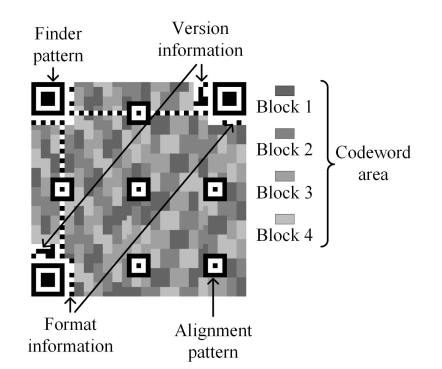 Finder
pattern
Version
information
Block 1
Block 2
Block 3
Block 4
Codeword
area
Format
information
Alignment
pattern